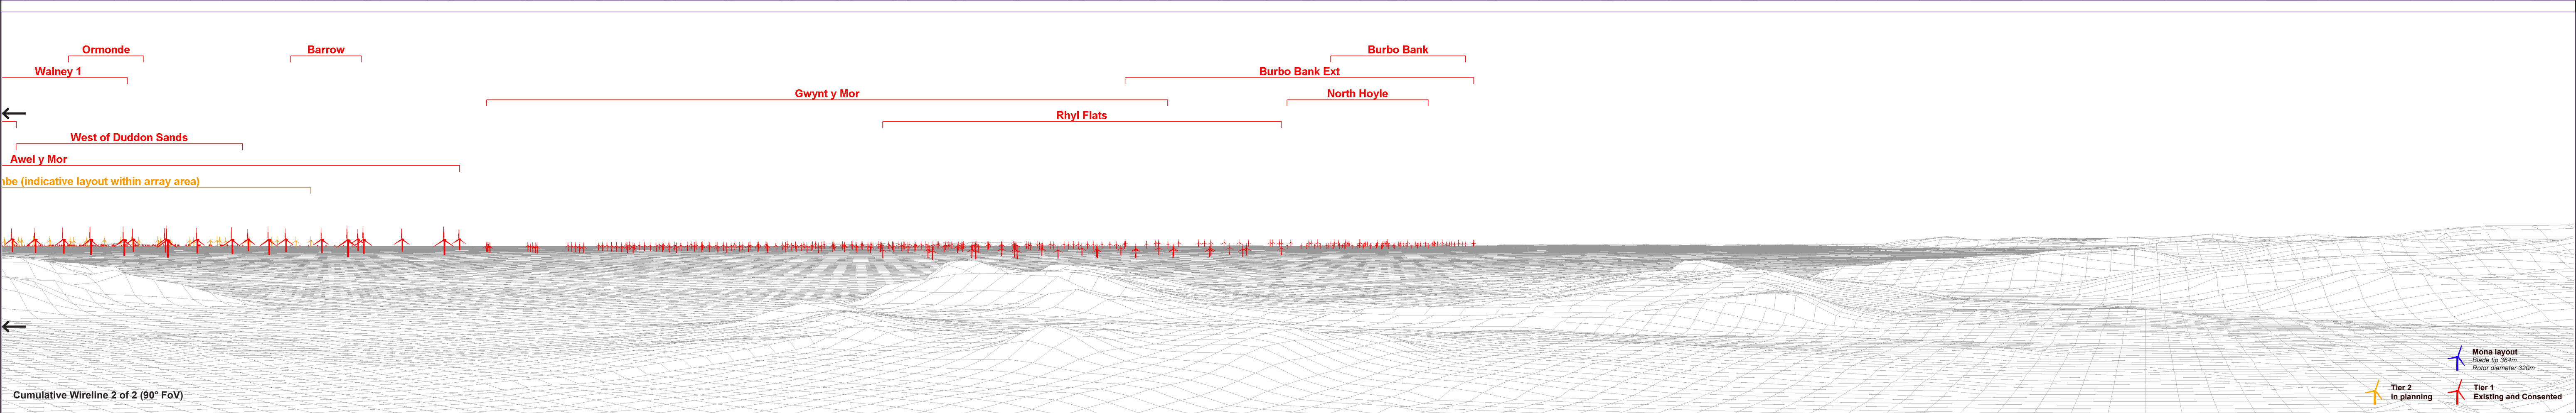 Ormonde
Barrow
Burbo Bank
Walney 1
Burbo Bank Ext
Gwynt y Mor
North Hoyle
Rhyl Flats
West of Duddon Sands
Awel y Mor
(indicative layout within array area)
Mona layout
Blade tip 364m
Rotor diameter 320m
Tier 2
In planning
Tier 1
Existing and Consented
Cumulative Wireline 2 of 2 (90° FoV)